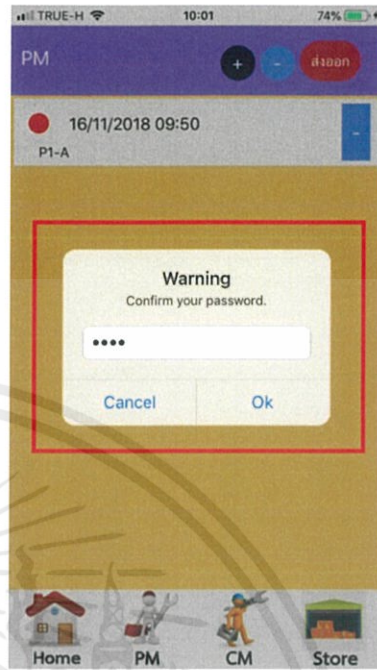 TRUE-H 10:01 74%
PM + - ส่งออก
16/11/2018 09:50
P1-A -
Warning
Confirm your password.
••••
Cancel Ok
Home PM CM Store